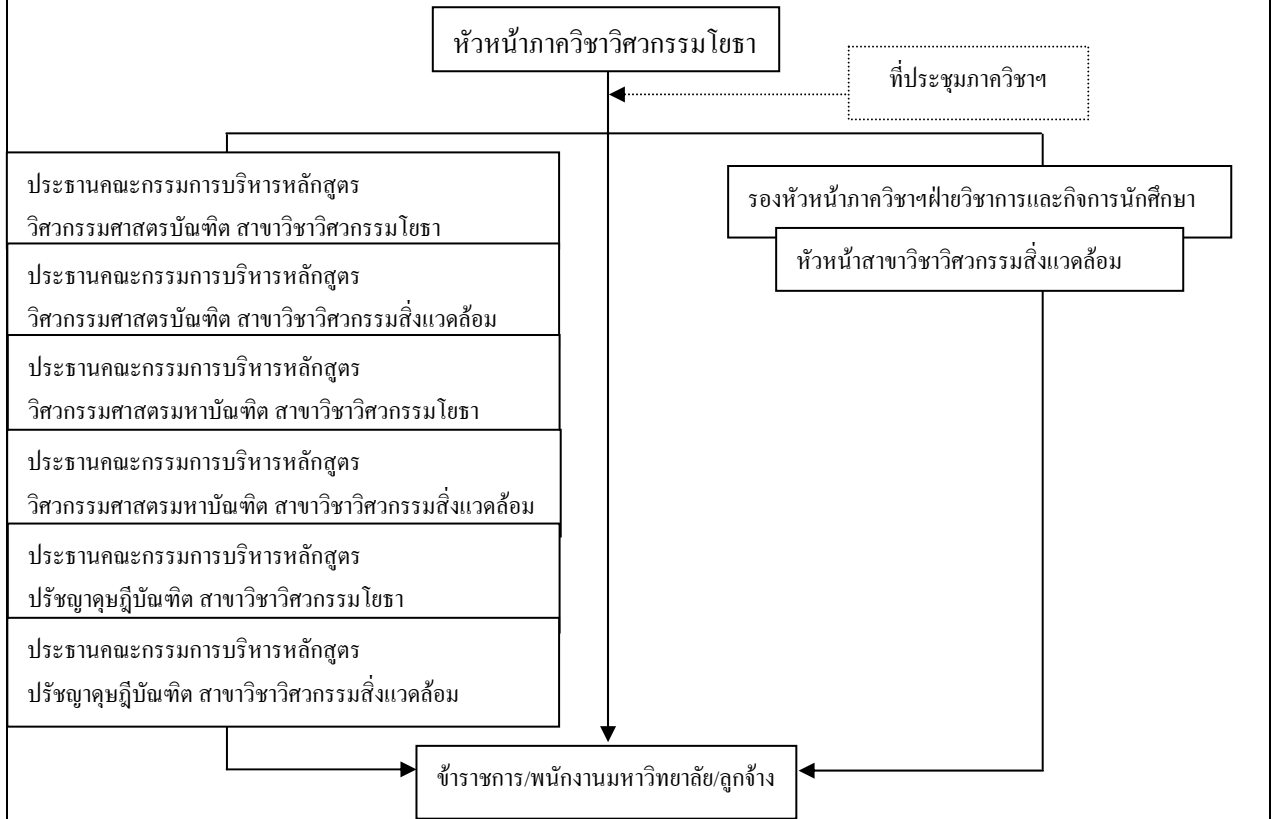 หัวหน้าภาควิชาวิศวกรรมโยธา
ที่ประชุมภาควิชาฯ
ประธานคณะกรรมการบริหารหลักสูตร
วิศวกรรมศาสตรบัณฑิต สาขาวิชาวิศวกรรมโยธา
ประธานคณะกรรมการบริหารหลักสูตร
วิศวกรรมศาสตรบัณฑิต สาขาวิชาวิศวกรรมสิ่งแวดล้อม
ประธานคณะกรรมการบริหารหลักสูตร
วิศวกรรมศาสตรมหาบัณฑิต สาขาวิชาวิศวกรรมโยธา
ประธานคณะกรรมการบริหารหลักสูตร
วิศวกรรมศาสตรมหาบัณฑิต สาขาวิชาวิศวกรรมสิ่งแวดล้อม
ประธานคณะกรรมการบริหารหลักสูตร
ปรัชญาดุษฎีบัณฑิต สาขาวิชาวิศวกรรมโยธา
ประธานคณะกรรมการบริหารหลักสูตร
ปรัชญาดุษฎีบัณฑิต สาขาวิชาวิศวกรรมสิ่งแวดล้อม
รองหัวหน้าภาควิชาฯฝ่ายวิชาการและกิจการนักศึกษา
หัวหน้าสาขาวิชาวิศวกรรมสิ่งแวดล้อม
ข้าราชการ/พนักงานมหาวิทยาลัย/ลูกจ้าง